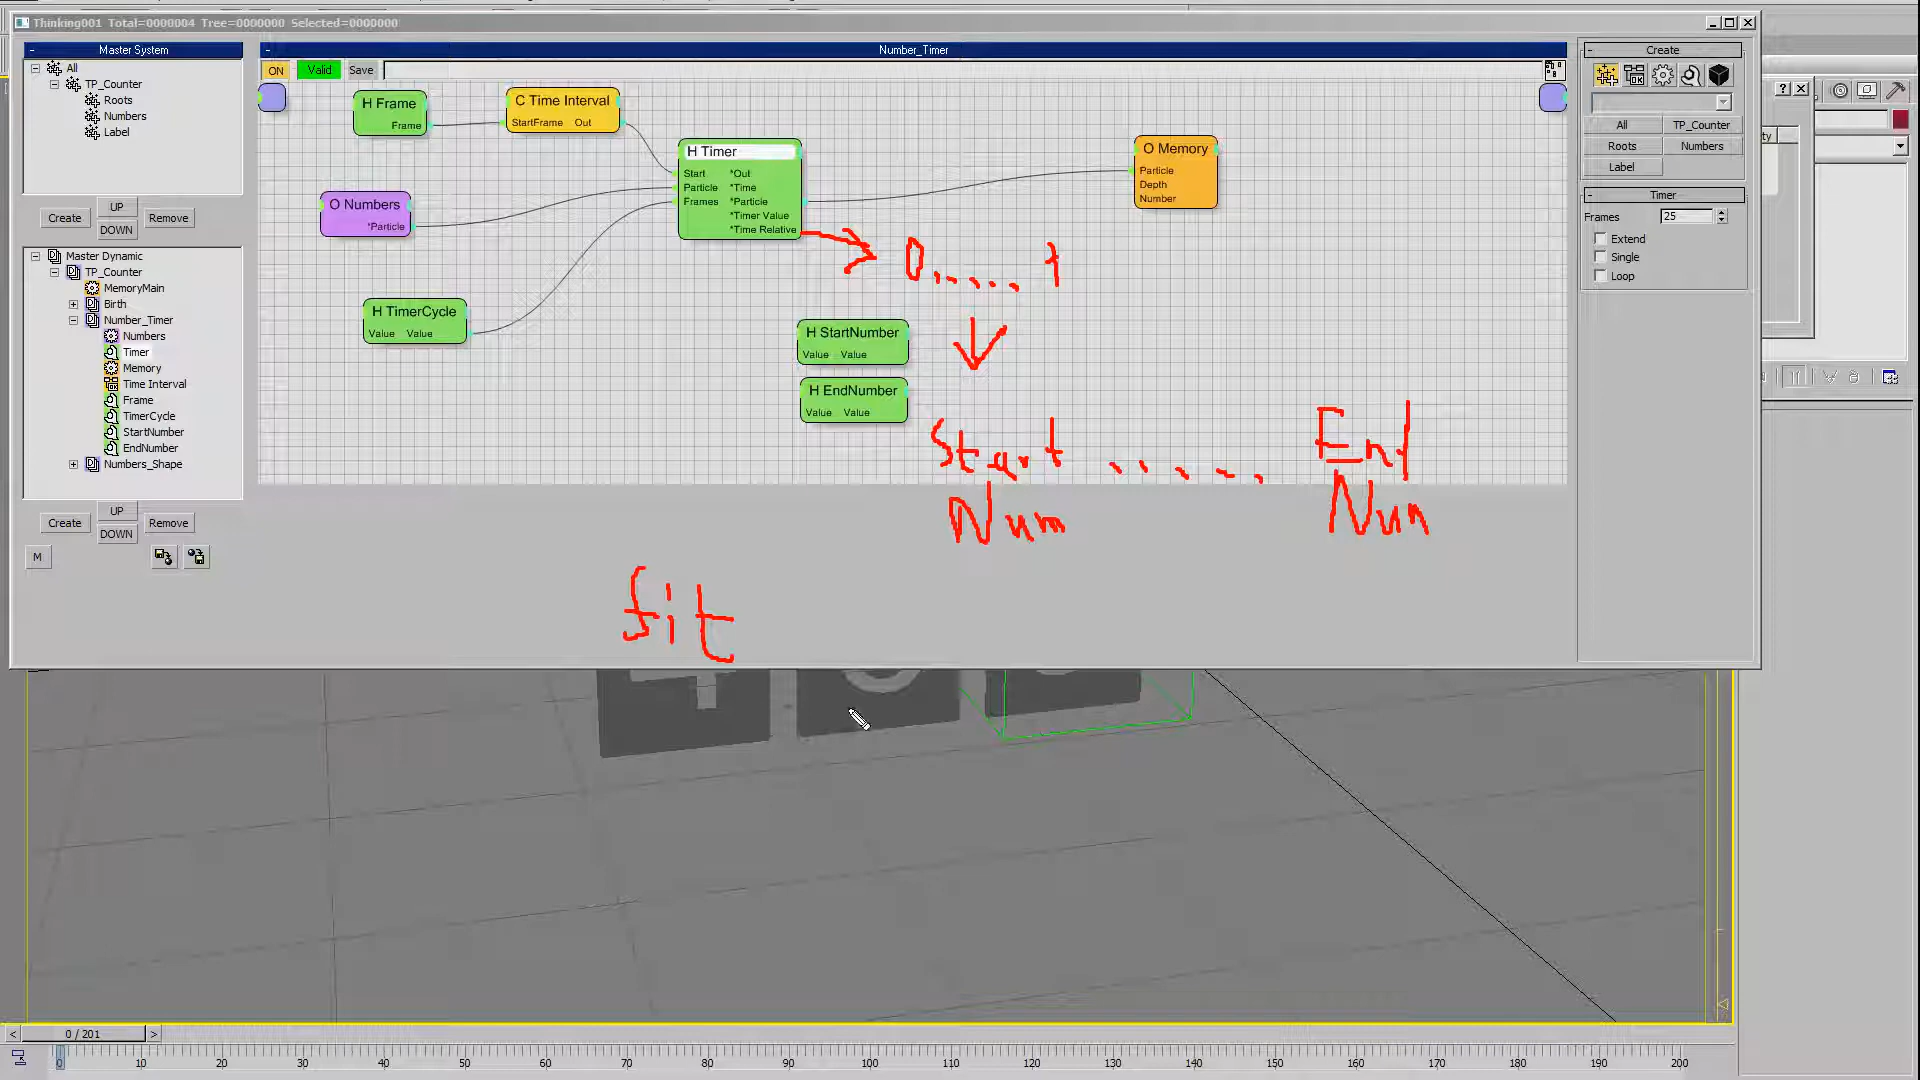 Thinking001 Total=0000004 Tree=0000000 Selected=0000000
Master System
All
TP_Counter
Roots
Numbers
Label
Create UP Remove
DOWN
Master Dynamic
TP_Counter
MemoryMain
Birth
Number_Timer
Numbers
Timer
Memory
Time Interval
Frame
TimerCycle
StartNumber
EndNumber
Numbers_Shape
Create UP Remove
DOWN
M
Number_Timer
ON Valid Save
H Frame
Frame
C Time Interval
StartFrame Out
H Timer
Start *Out
Particle *Time
Frames *Particle
*Timer Value
*Time Relative
O Memory
Particle
Depth
Number
O Numbers
*Particle
H TimerCycle
Value Value
H StartNumber
Value Value
H EndNumber
Value Value
0..... 1
Start ..... End
Num Num
fit
Create
All TP_Counter
Roots Numbers
Label
Timer
Frames 25
Extend
Single
Loop
< 0 / 201 >
0 10 20 30 40 50 60 70 80 90 100 110 120 130 140 150 160 170 180 190 200